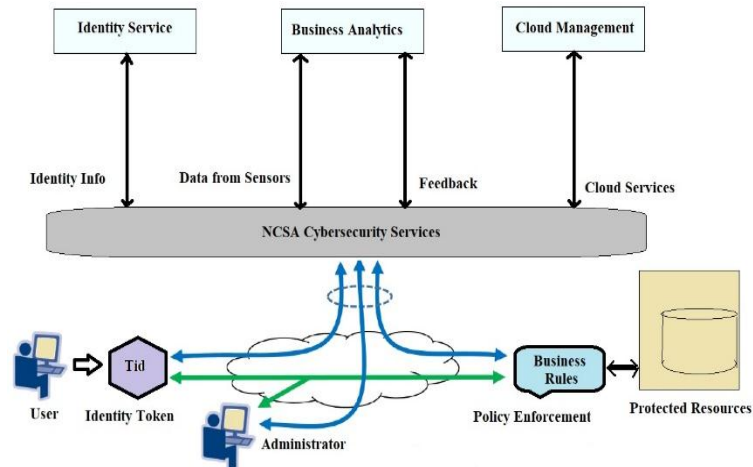 Identity Service
Business Analytics
Cloud Management
Identity Info
Data from Sensors
Feedback
Cloud Services
NCSA Cybersecurity Services
Tid
Business
Rules
User
Identity Token
Policy Enforcement
Protected Resources
Administrator